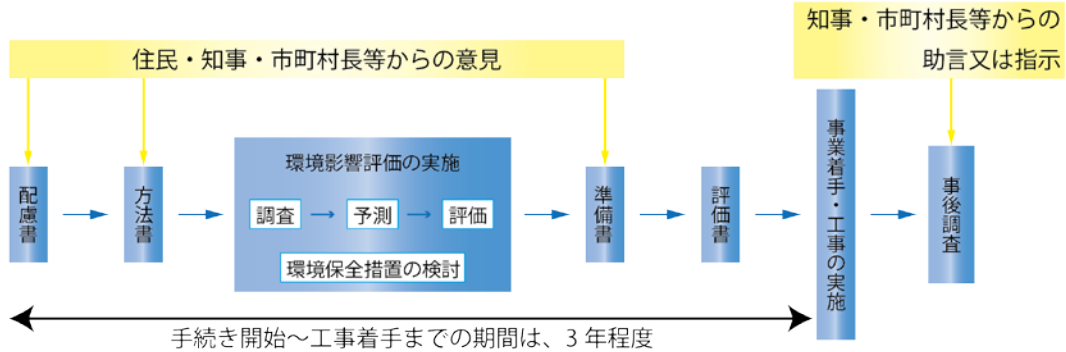 知事・市町村長等からの
助言又は指示
住民・知事・市町村長等からの意見
配慮書
方法書
環境影響評価の実施
調査
予測
評価
環境保全措置の検討
準備書
評価書
事業着手・工事の実施
事後調査
手続き開始～工事着手までの期間は、3年程度